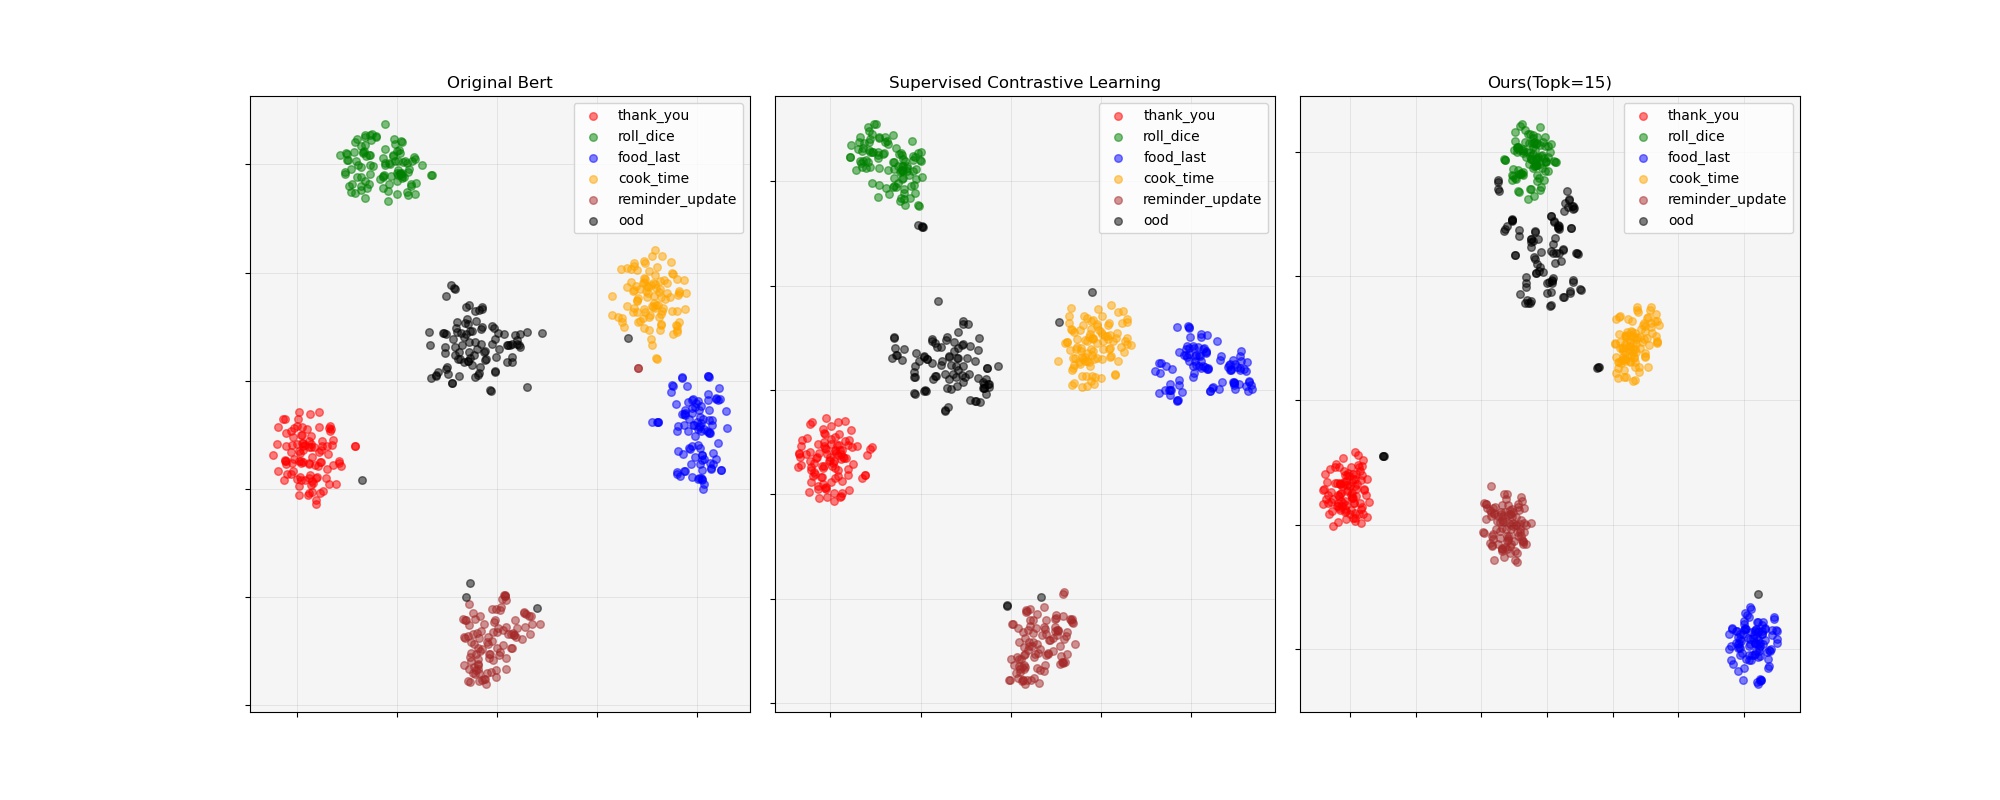 Original Bert
thank_you
roll_dice
food_last
cook_time
reminder_update
ood
Supervised Contrastive Learning
thank_you
roll_dice
food_last
cook_time
reminder_update
ood
Ours(Topk=15)
thank_you
roll_dice
food_last
cook_time
reminder_update
ood